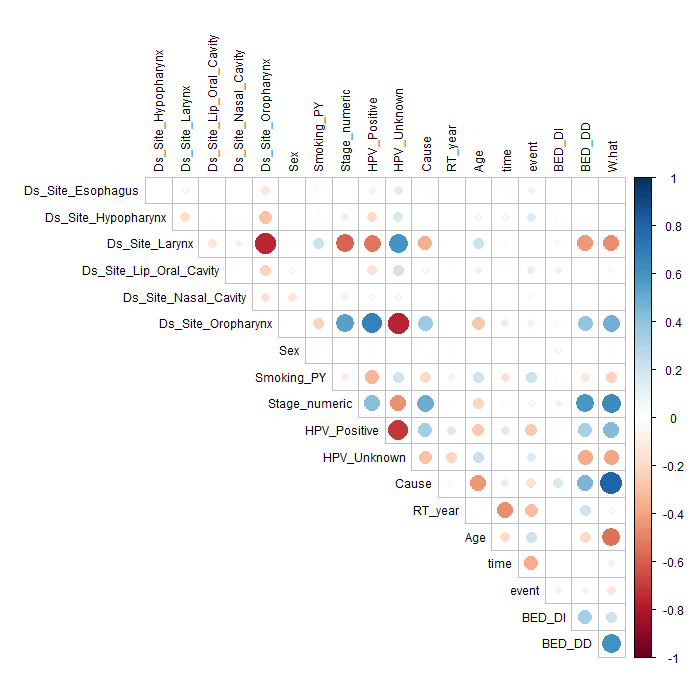 Ds_Site_Hypopharynx
Ds_Site_Larynx
Ds_Site_Lip_Oral_Cavity
Ds_Site_Nasal_Cavity
Ds_Site_Oropharynx
Sex
Smoking_PY
Stage_numeric
HPV_Positive
HPV_Unknown
Cause
RT_year
Age
time
event
BED_DI
BED_DD
W.hat
Ds_Site_Esophagus
Ds_Site_Hypopharynx
Ds_Site_Larynx
Ds_Site_Lip_Oral_Cavity
Ds_Site_Nasal_Cavity
Ds_Site_Oropharynx
Sex
Smoking_PY
Stage_numeric
HPV_Positive
HPV_Unknown
Cause
RT_year
Age
time
event
BED_DI
BED_DD
1
0.8
0.6
0.4
0.2
0
-0.2
-0.4
-0.6
-0.8
-1